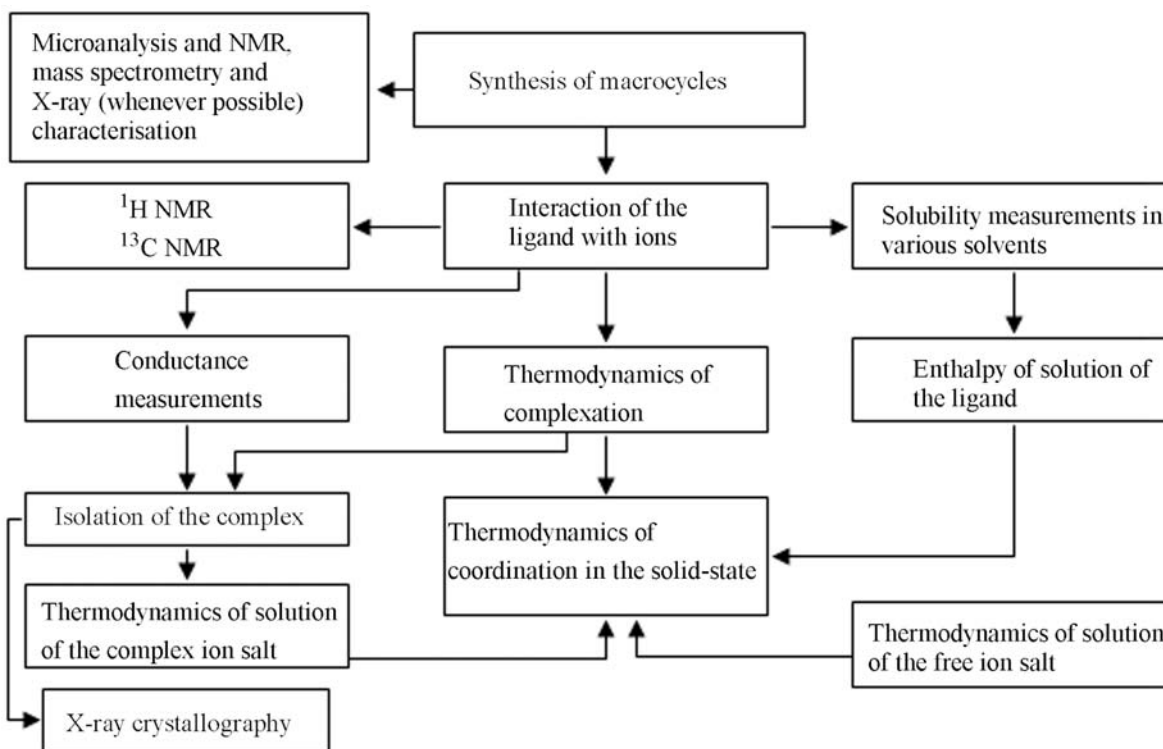 Microanalysis and NMR,
mass spectrometry and
X-ray (whenever possible)
characterisation
Synthesis of macrocycles
¹H NMR
¹³C NMR
Interaction of the
ligand with ions
Solubility measurements in
various solvents
Conductance
measurements
Thermodynamics of
complexation
Enthalpy of solution of
the ligand
Isolation of the complex
Thermodynamics of
coordination in the solid-state
Thermodynamics of solution
of the complex ion salt
Thermodynamics of solution
of the free ion salt
X-ray crystallography